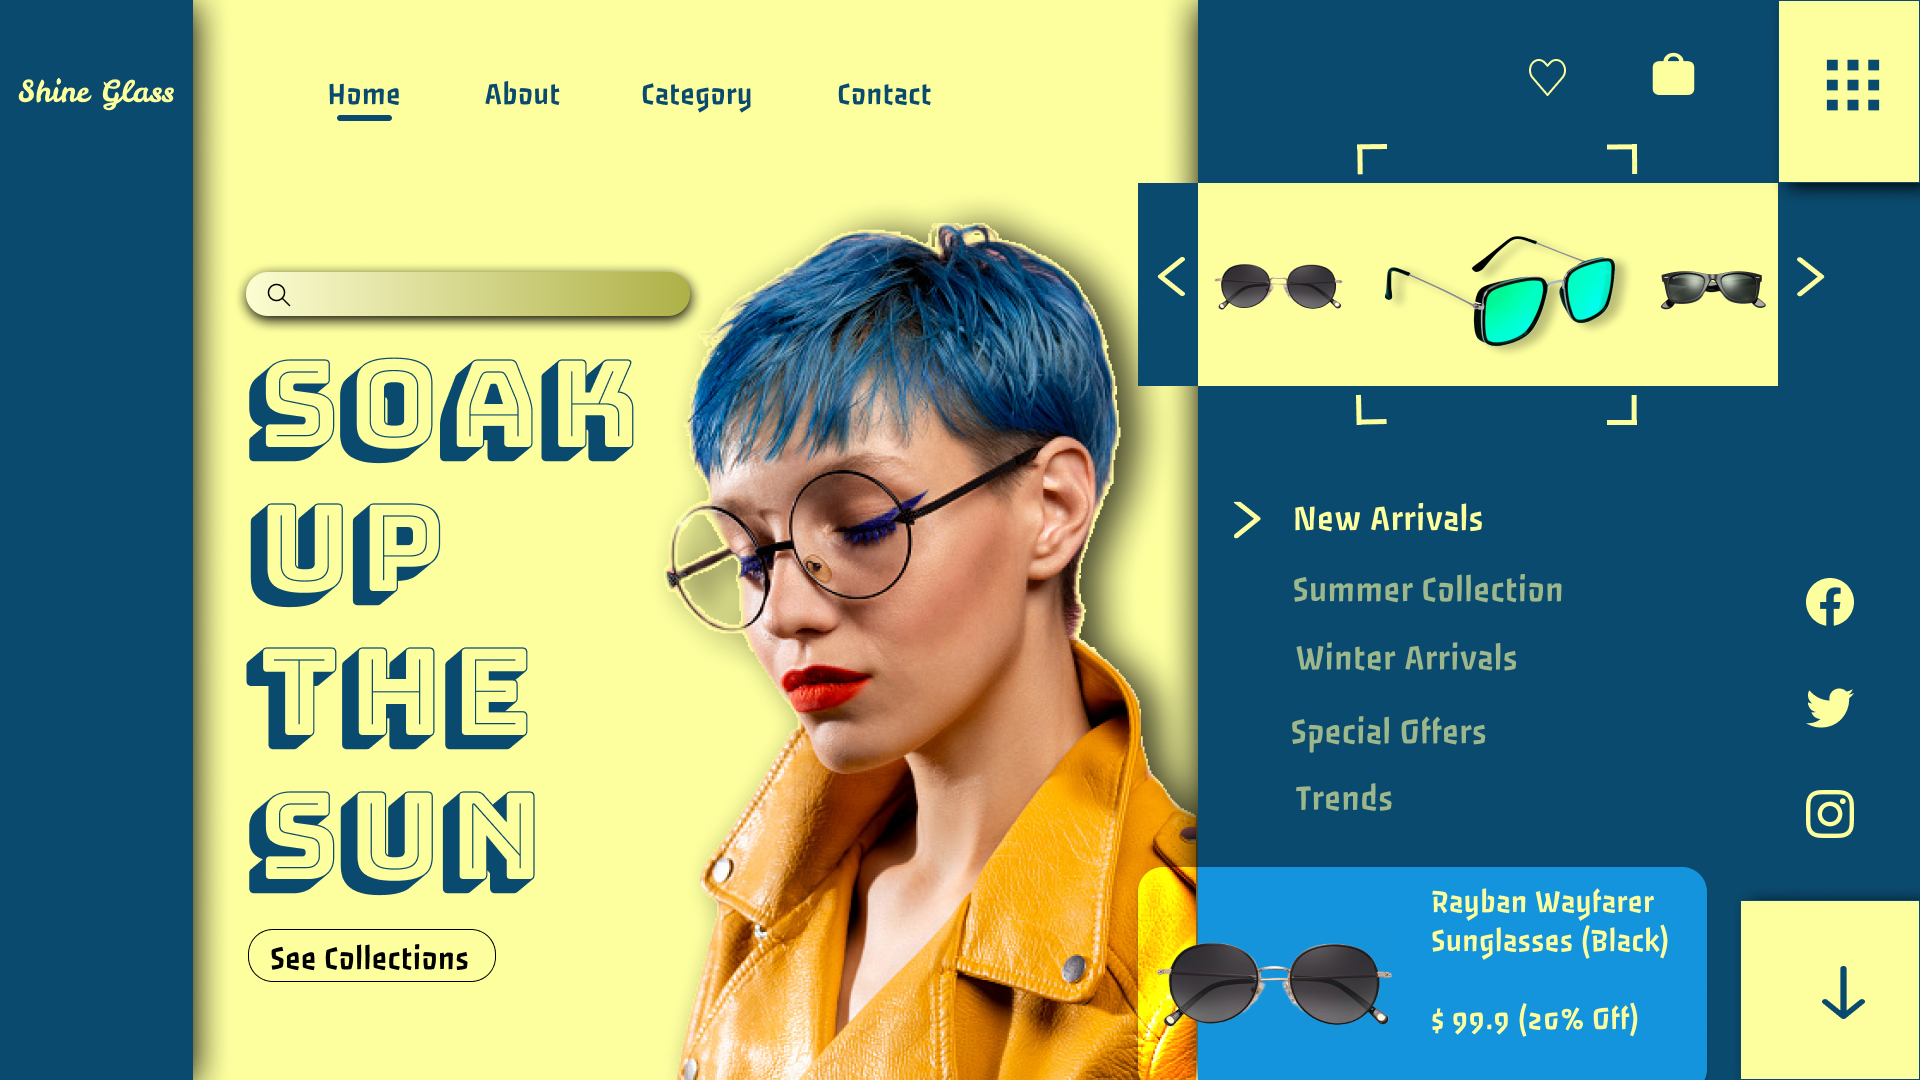 Shine Glass
Home
About
Category
Contact
SOAK
UP
THE
SUN
See Collections
New Arrivals
Summer Collection
Winter Arrivals
Special Offers
Trends
Rayban Wayfarer
Sunglasses (Black)
$ 99.9 (20% Off)